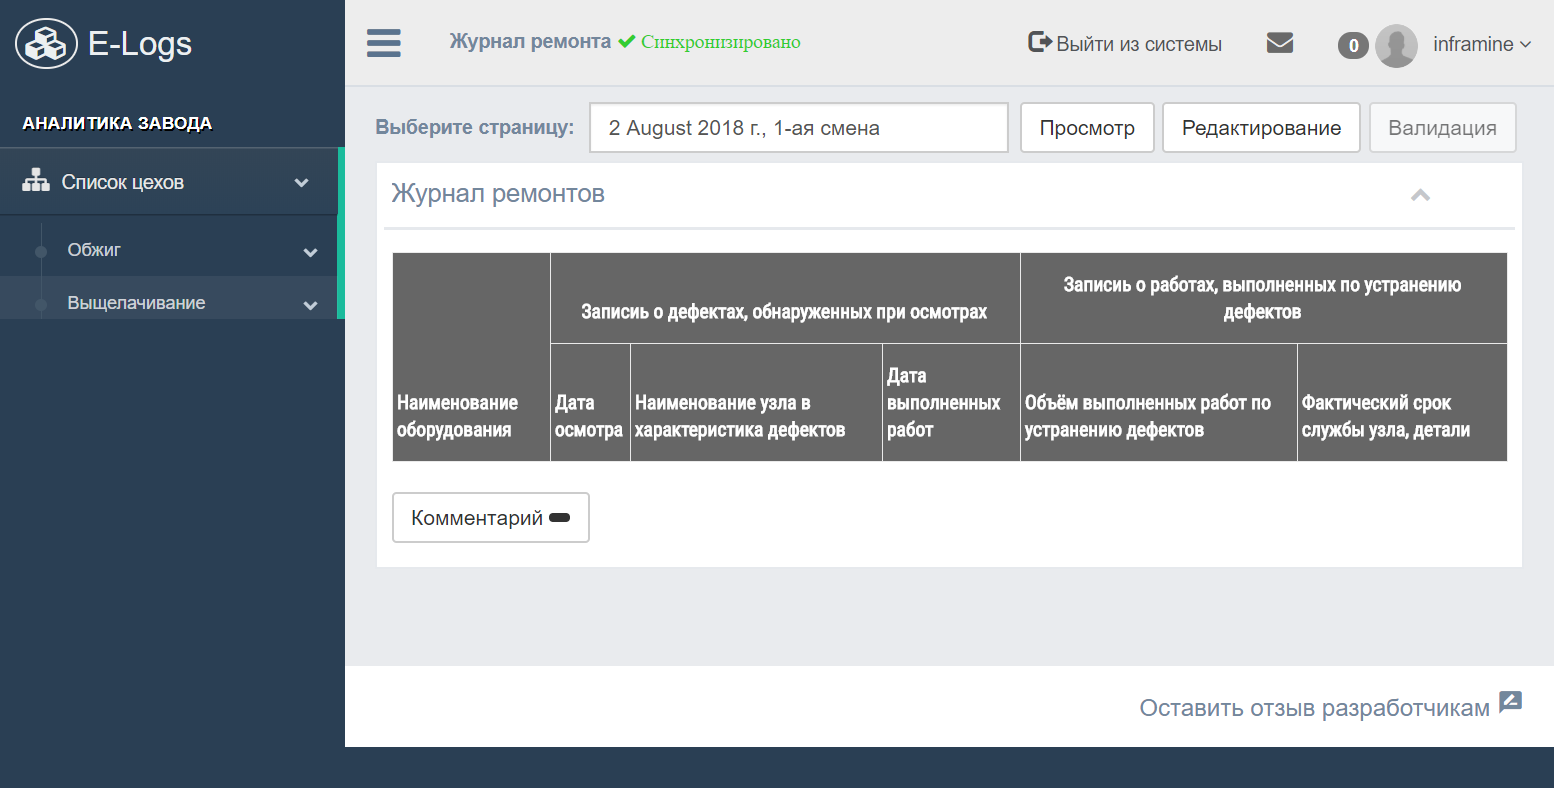 E-Logs
Журнал ремонта Синхронизировано
Выйти из системы
0
inframine
АНАЛИТИКА ЗАВОДА
Список цехов
Обжиг
Выщелачивание
Выберите страницу:
2 August 2018 г., 1-ая смена
Просмотр
Редактирование
Валидация
Журнал ремонтов
Наименование
оборудования
Записиь о дефектах, обнаруженных при осмотрах
Записиь о работах, выполненных по устранению
дефектов
Дата
осмотра
Наименование узла в
характеристика дефектов
Дата
выполненных
работ
Объём выполненных работ по
устранению дефектов
Фактический срок
службы узла, детали
Комментарий
Оставить отзыв разработчикам